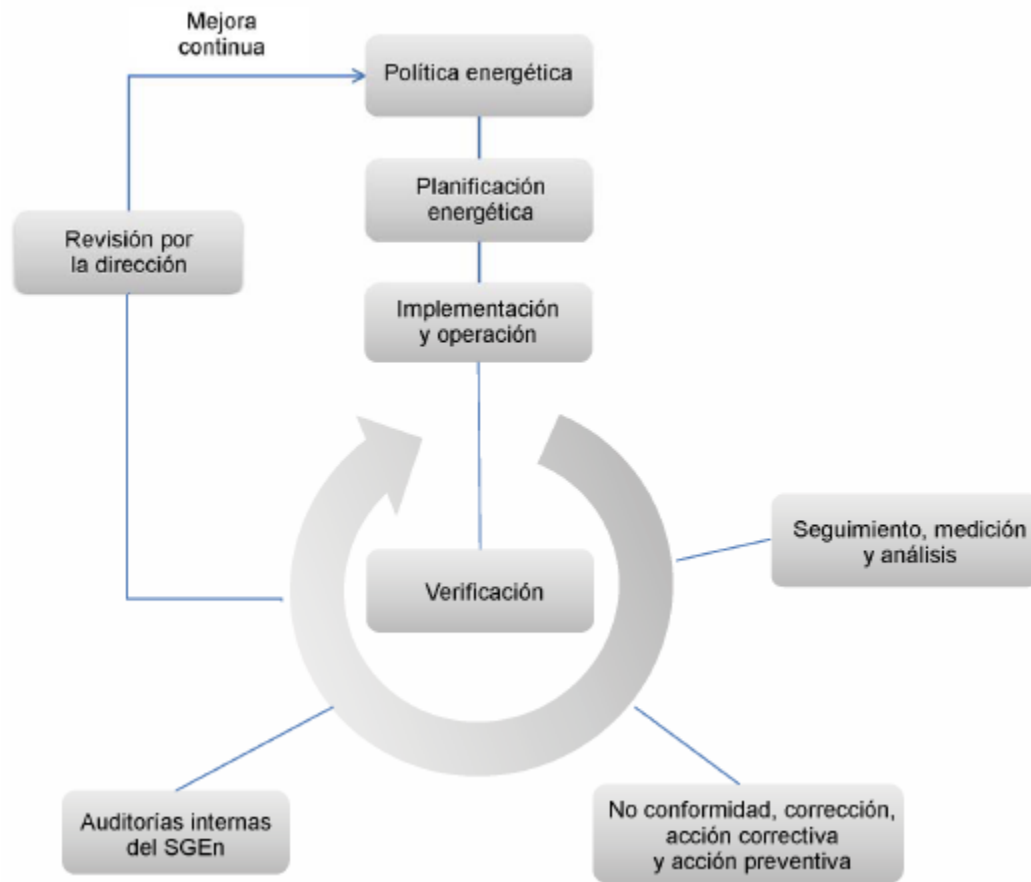 Mejora
continua
Política energética
Planificación
energética
Revisión por
la dirección
Implementación
y operación
Seguimiento, medición
y análisis
Verificación
Auditorías internas
del SGEn
No conformidad, corrección,
acción correctiva
y acción preventiva